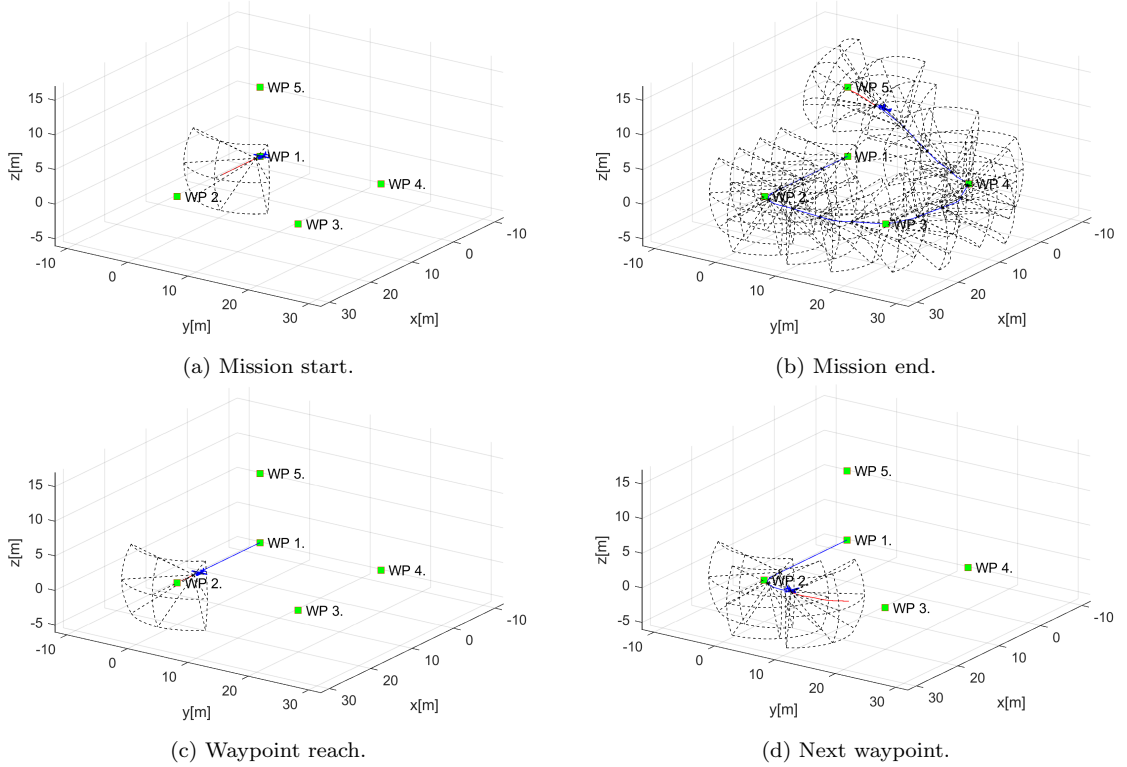 WP 5.
WP 1.
WP 2.
WP 4.
WP 3.
15
10
5
0
-5
z[m]
-10
0
10
20
30
y[m]
30
20
10
0
-10
x[m]
(a) Mission start.
WP 5.
WP 1
WP 2.
WP 4
WP 3
15
10
5
0
-5
z[m]
-10
0
10
20
30
y[m]
30
20
10
0
-10
x[m]
(b) Mission end.
WP 5.
WP 1.
WP 2.
WP 4.
WP 3.
15
10
5
0
-5
z[m]
-10
0
10
20
30
y[m]
30
20
10
0
-10
x[m]
(c) Waypoint reach.
WP 5.
WP 1.
WP 2.
WP 4.
WP 3.
15
10
5
0
-5
z[m]
-10
0
10
20
30
y[m]
30
20
10
0
-10
x[m]
(d) Next waypoint.